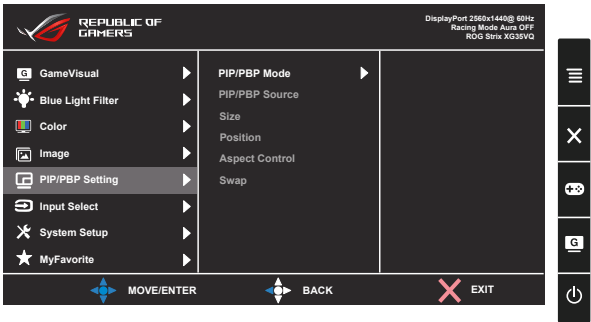 REPUBLIC OF
GAMERS
DisplayPort 2560x1440@ 60Hz
Racing Mode Aura OFF
ROG Strix XG35VQ
G GameVisual
Blue Light Filter
Color
Image
PIP/PBP Setting
Input Select
System Setup
MyFavorite
PIP/PBP Mode
PIP/PBP Source
Size
Position
Aspect Control
Swap
MOVE/ENTER
BACK
EXIT
G